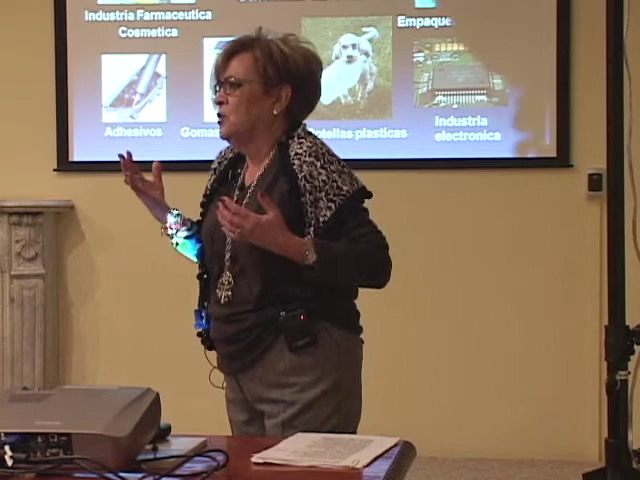 Industria Farmaceutica
Cosmetica
Empaque
Adhesivos
Gomas
Botellas plasticas
Industria
electronica